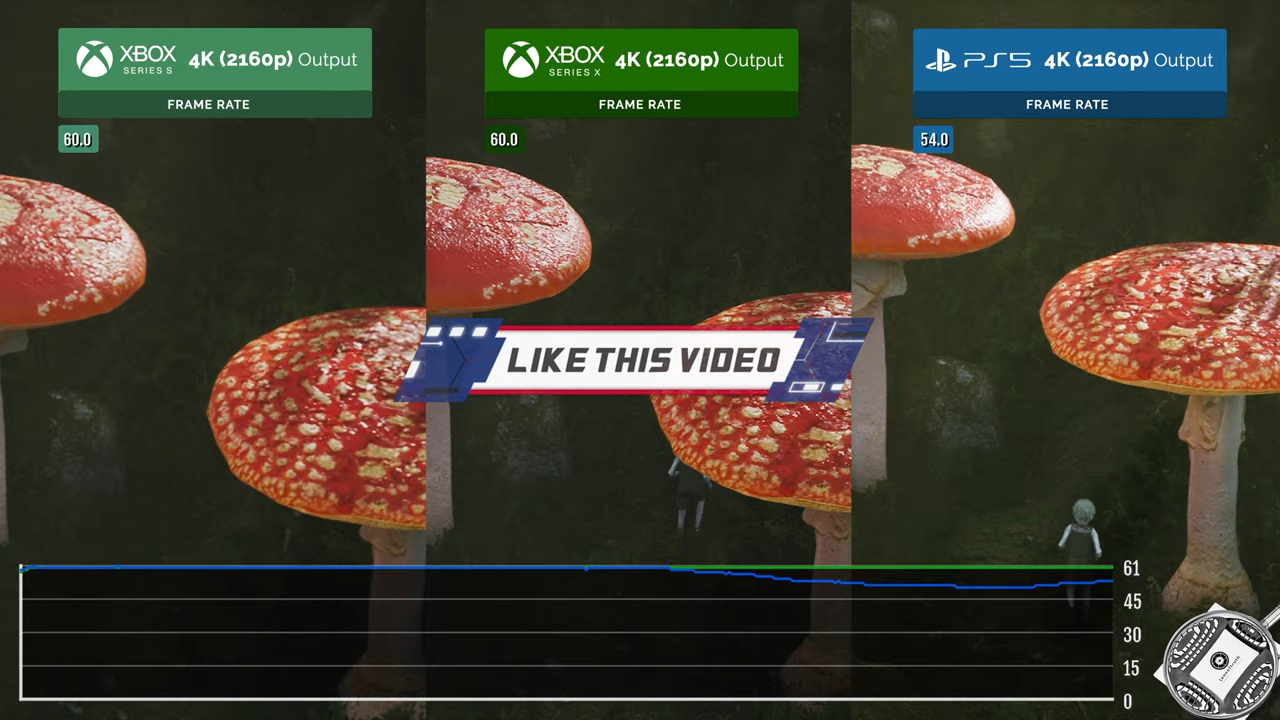 XBOX
SERIES S
4K (2160p) Output
FRAME RATE
60.0
XBOX
SERIES X
4K (2160p) Output
FRAME RATE
60.0
PS5
4K (2160p) Output
FRAME RATE
54.0
LIKE THIS VIDEO
61
45
30
15
0